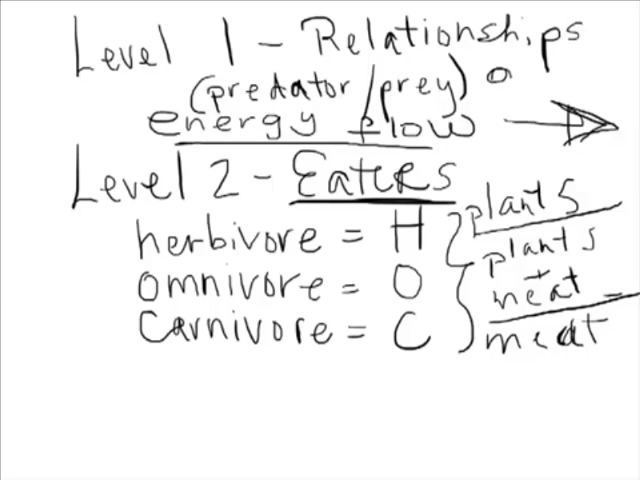 Level 1 - Relationships
(predator/prey) o
energy flow
Level 2 - Eaters
herbivore = H plants
omnivore = O plants + meat
Carnivore = C meat